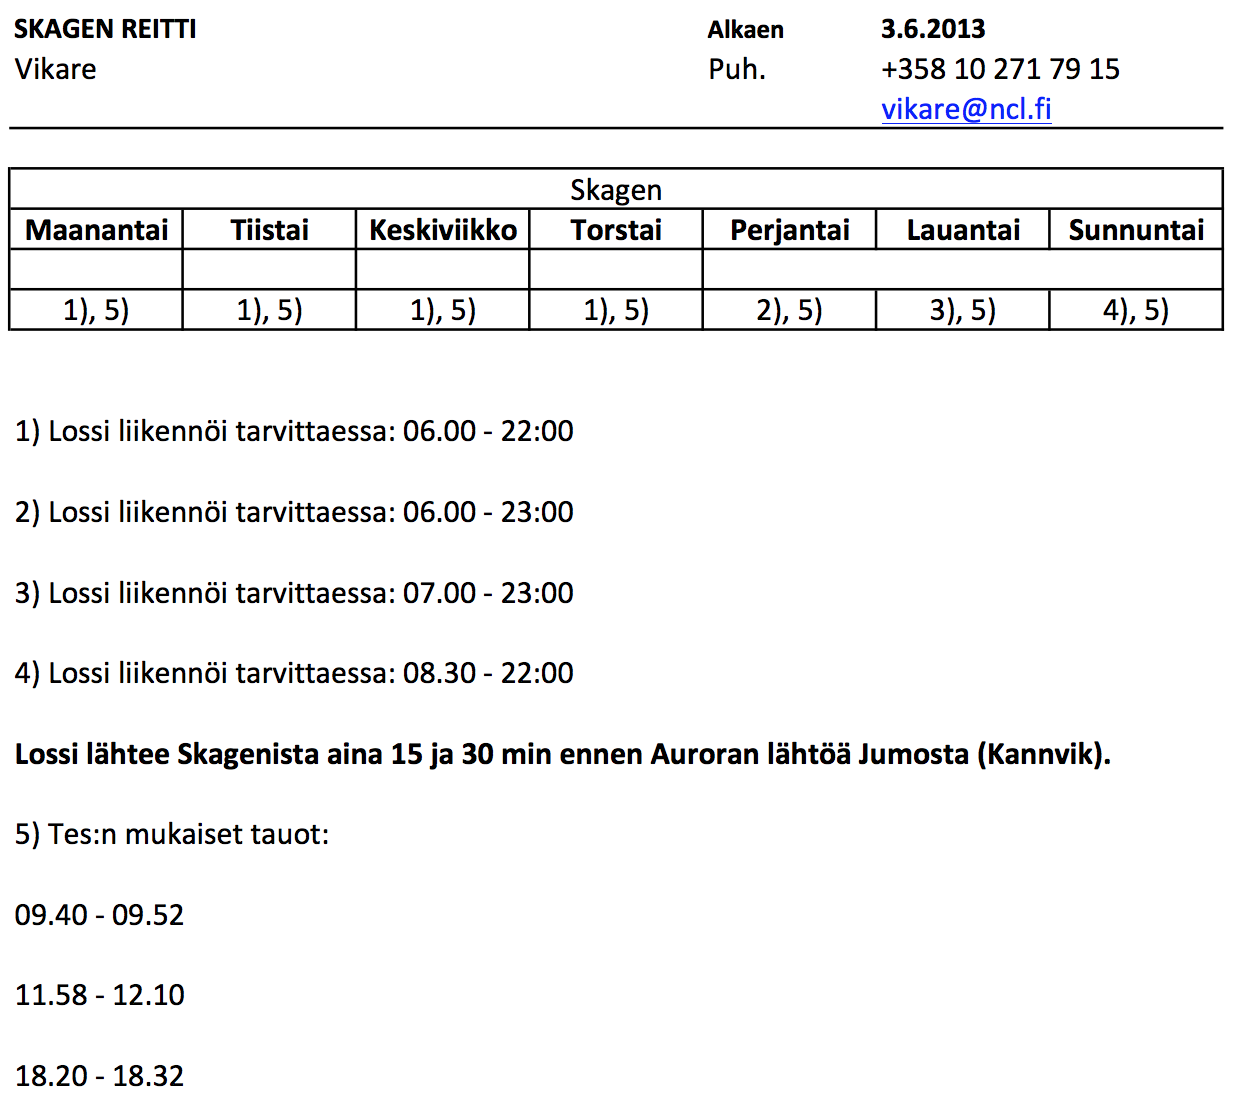 SKAGEN REITTI Alkaen 3.6.2013
Vikare Puh. +358 10 271 79 15
vikare@ncl.fi
Skagen
Maanantai Tiistai Keskiviikko Torstai Perjantai Lauantai Sunnuntai
1), 5) 1), 5) 1), 5) 1), 5) 2), 5) 3), 5) 4), 5)
1) Lossi liikennöi tarvittaessa: 06.00 - 22:00
2) Lossi liikennöi tarvittaessa: 06.00 - 23:00
3) Lossi liikennöi tarvittaessa: 07.00 - 23:00
4) Lossi liikennöi tarvittaessa: 08.30 - 22:00
Lossi lähtee Skagenista aina 15 ja 30 min ennen Auroran lähtöä Jumosta (Kannvik).
5) Tes:n mukaiset tauot:
09.40 - 09.52
11.58 - 12.10
18.20 - 18.32